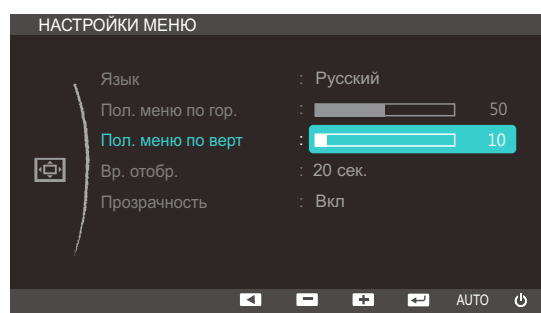 НАСТРОЙКИ МЕНЮ
Язык : Русский
Пол. меню по гор. : 50
Пол. меню по верт : 10
Вр. отобр. : 20 сек.
Прозрачность : Вкл
AUTO